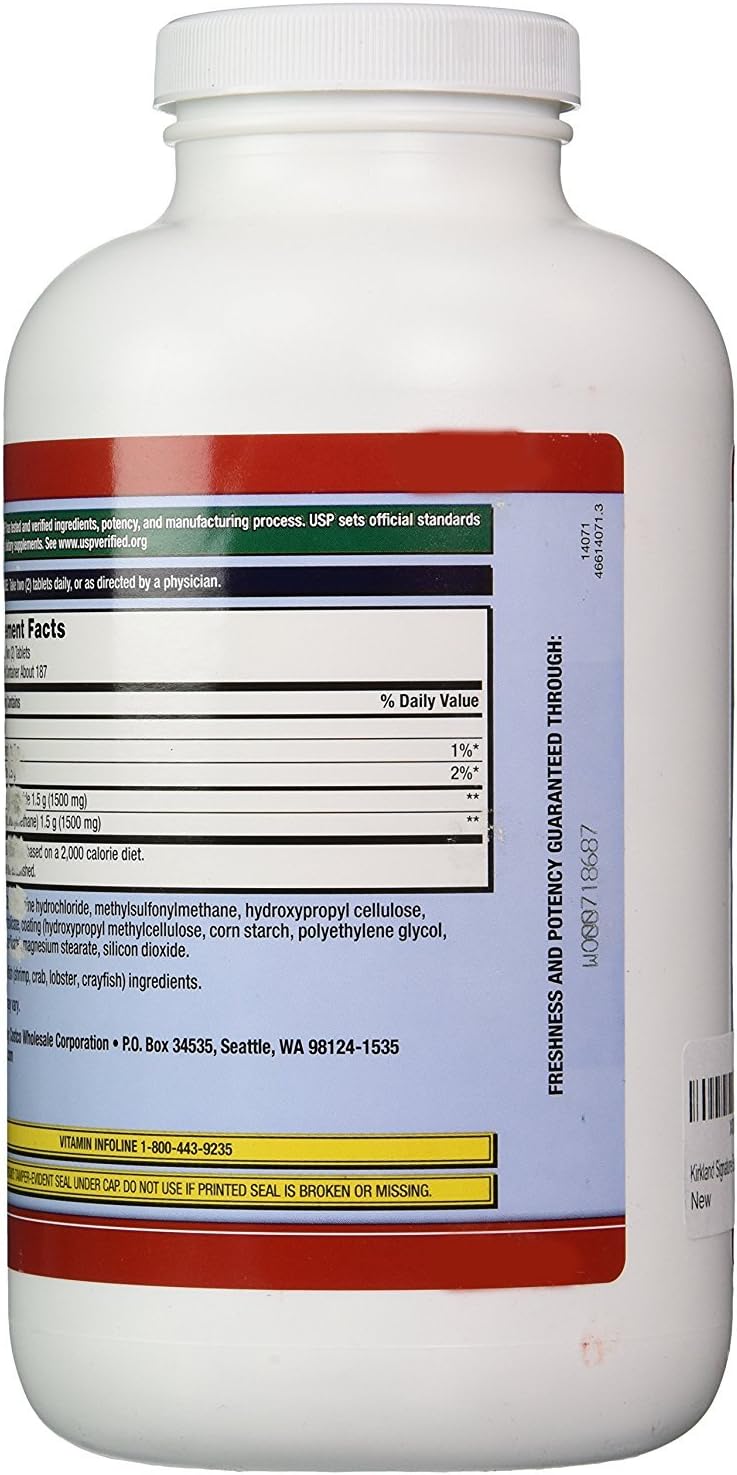 tested and verified ingredients, potency, and manufacturing process. USP sets official standards
supplements. See www.uspverified.org
Take two (2) tablets daily, or as directed by a physician.
Facts
(2) Tablets
Container About 187
Contains
% Daily Value
1%*
2%*
1.5 g (1500 mg)
**
1.5 g (1500 mg)
**
based on a 2,000 calorie diet.
hydrochloride, methylsulfonylmethane, hydroxypropyl cellulose,
coating (hydroxypropyl methylcellulose, corn starch, polyethylene glycol,
magnesium stearate, silicon dioxide.
(shrimp, crab, lobster, crayfish) ingredients.
vary.
Costco Wholesale Corporation • P.O. Box 34535, Seattle, WA 98124-1535
VITAMIN INFOLINE 1-800-443-9235
TAMPER-EVIDENT SEAL UNDER CAP. DO NOT USE IF PRINTED SEAL IS BROKEN OR MISSING.
14071
46614071.3
FRESHNESS AND POTENCY GUARANTEED THROUGH:
W000718687
Kirkland Signature
New